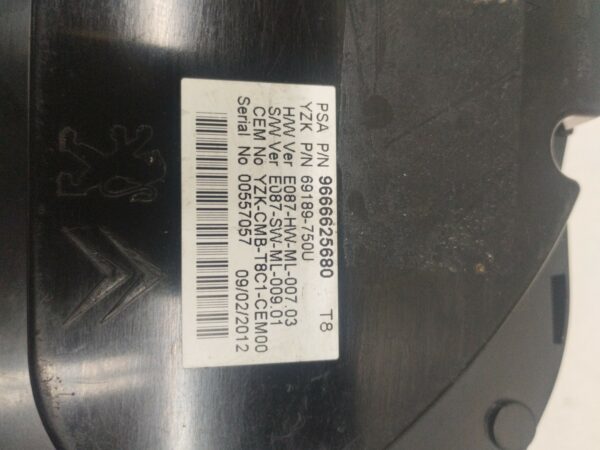 PSA P/N 9666625680 T8
YZK P/N 69189-750U
H/W Ver E087-HW-ML-007.03
S/W Ver E087-SW-ML-009.01
CEM No YZK-CMB-T8C1-CEM00
Serial No 00557057 09/02/2012